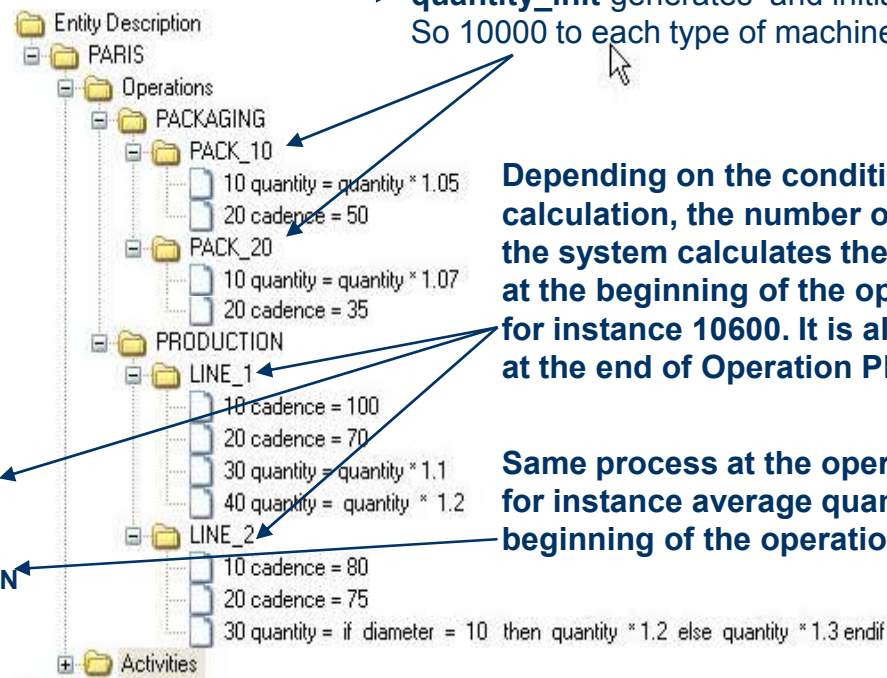 quantity_init generates and initia
So 10000 to each type of machine
Entity Description
PARIS
Operations
PACKAGING
PACK_10
10 quantity = quantity * 1.05
20 cadence = 50
PACK_20
10 quantity = quantity * 1.07
20 cadence = 35
PRODUCTION
LINE_1
10 cadence = 100
20 cadence = 70
30 quantity = quantity * 1.1
40 quantity = quantity * 1.2
LINE_2
10 cadence = 80
20 cadence = 75
30 quantity = if diameter = 10 then quantity * 1.2 else quantity * 1.3 endif
Activities
Depending on the conditi
calculation, the number o
the system calculates the
at the beginning of the op
for instance 10600. It is al
at the end of Operation P
Same process at the oper
for instance average quan
beginning of the operatio
N